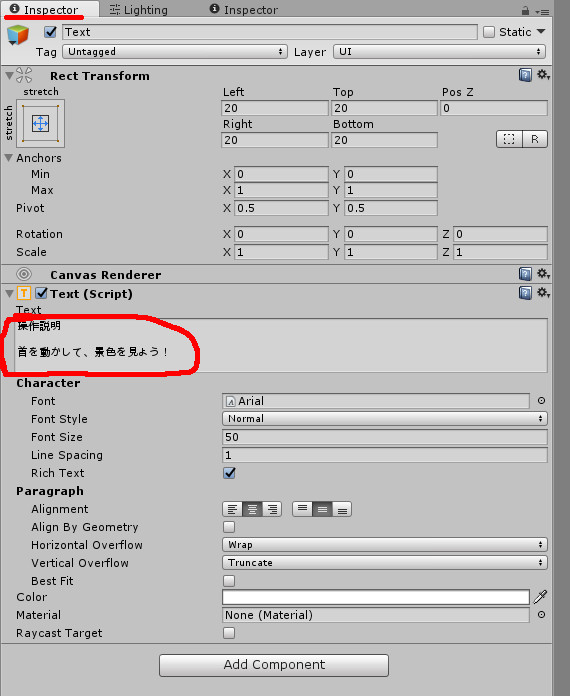 Inspector Lighting Inspector
Text Static
Tag Untagged Layer UI
Rect Transform
stretch Left Top Pos Z
stretch 20 20 0
Right Bottom
20 20 R
Anchors
Min X 0 Y 0
Max X 1 Y 1
Pivot X 0.5 Y 0.5
Rotation X 0 Y 0 Z 0
Scale X 1 Y 1 Z 1
Canvas Renderer
T Text (Script)
Text
操作説明
首を動かして、景色を見よう！
Character
Font A Arial
Font Style Normal
Font Size 50
Line Spacing 1
Rich Text
Paragraph
Alignment
Align By Geometry
Horizontal Overflow Wrap
Vertical Overflow Truncate
Best Fit
Color
Material None (Material)
Raycast Target
Add Component